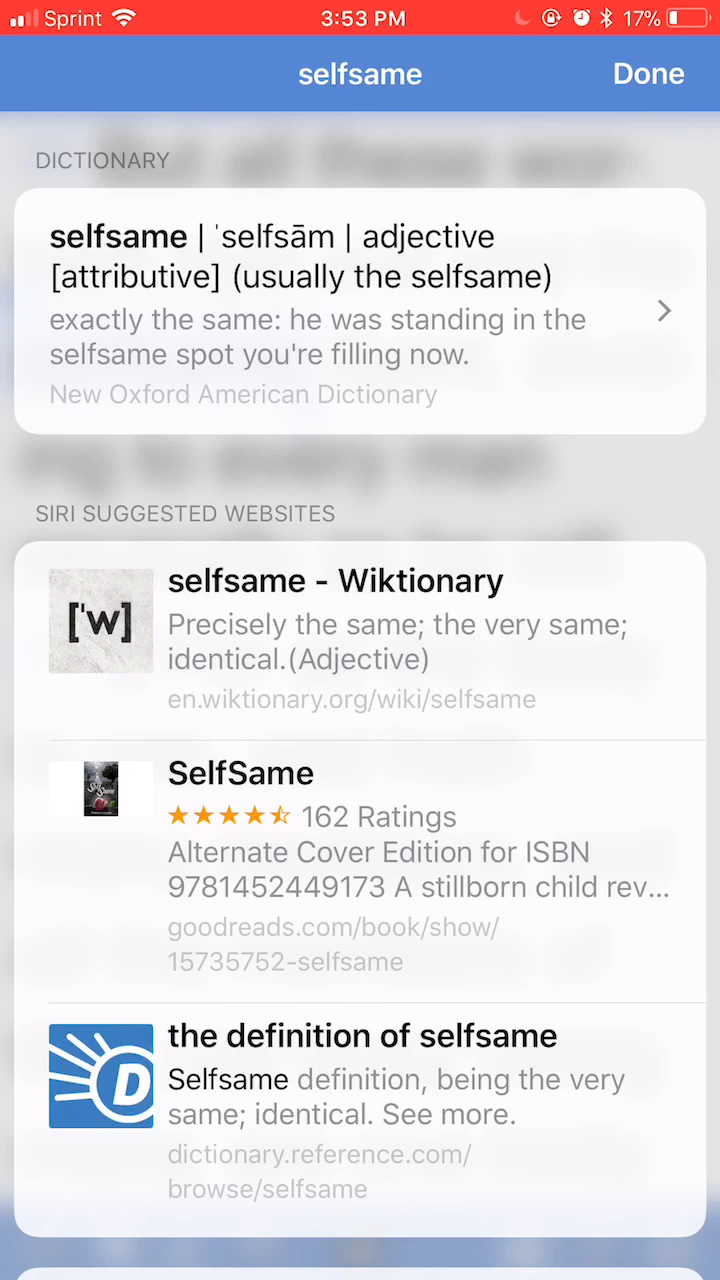 Sprint 3:53 PM 17%
selfsame Done
DICTIONARY
selfsame | ˈselfsām | adjective
[attributive] (usually the selfsame)
exactly the same: he was standing in the
selfsame spot you're filling now.
New Oxford American Dictionary
ing to every man
SIRI SUGGESTED WEBSITES
['w]
selfsame - Wiktionary
Precisely the same; the very same;
identical.(Adjective)
en.wiktionary.org/wiki/selfsame
SelfSame
162 Ratings
Alternate Cover Edition for ISBN
9781452449173 A stillborn child rev...
goodreads.com/book/show/
15735752-selfsame
D
the definition of selfsame
Selfsame definition, being the very
same; identical. See more.
dictionary.reference.com/
browse/selfsame